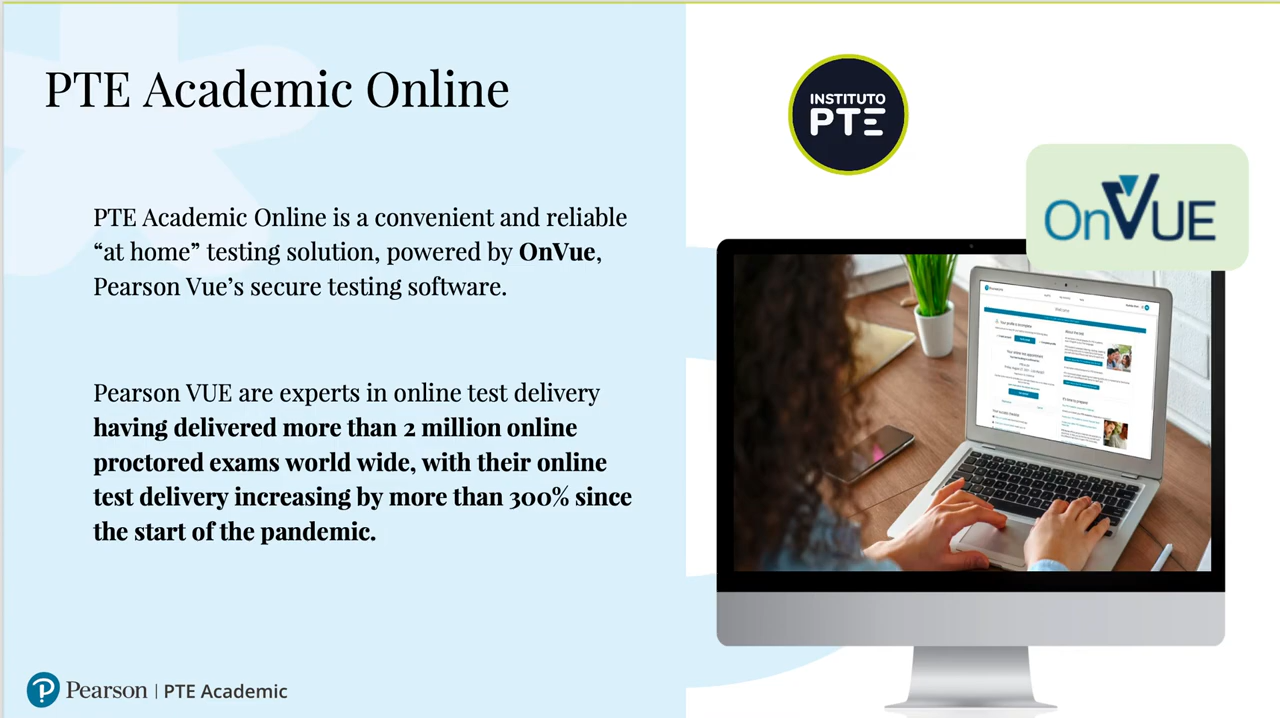 PTE Academic Online
INSTITUTO
PTE
OnVUE
PTE Academic Online is a convenient and reliable
“at home” testing solution, powered by OnVue,
Pearson Vue’s secure testing software.
Pearson VUE are experts in online test delivery
having delivered more than 2 million online
proctored exams world wide, with their online
test delivery increasing by more than 300% since
the start of the pandemic.
Pearson | PTE Academic